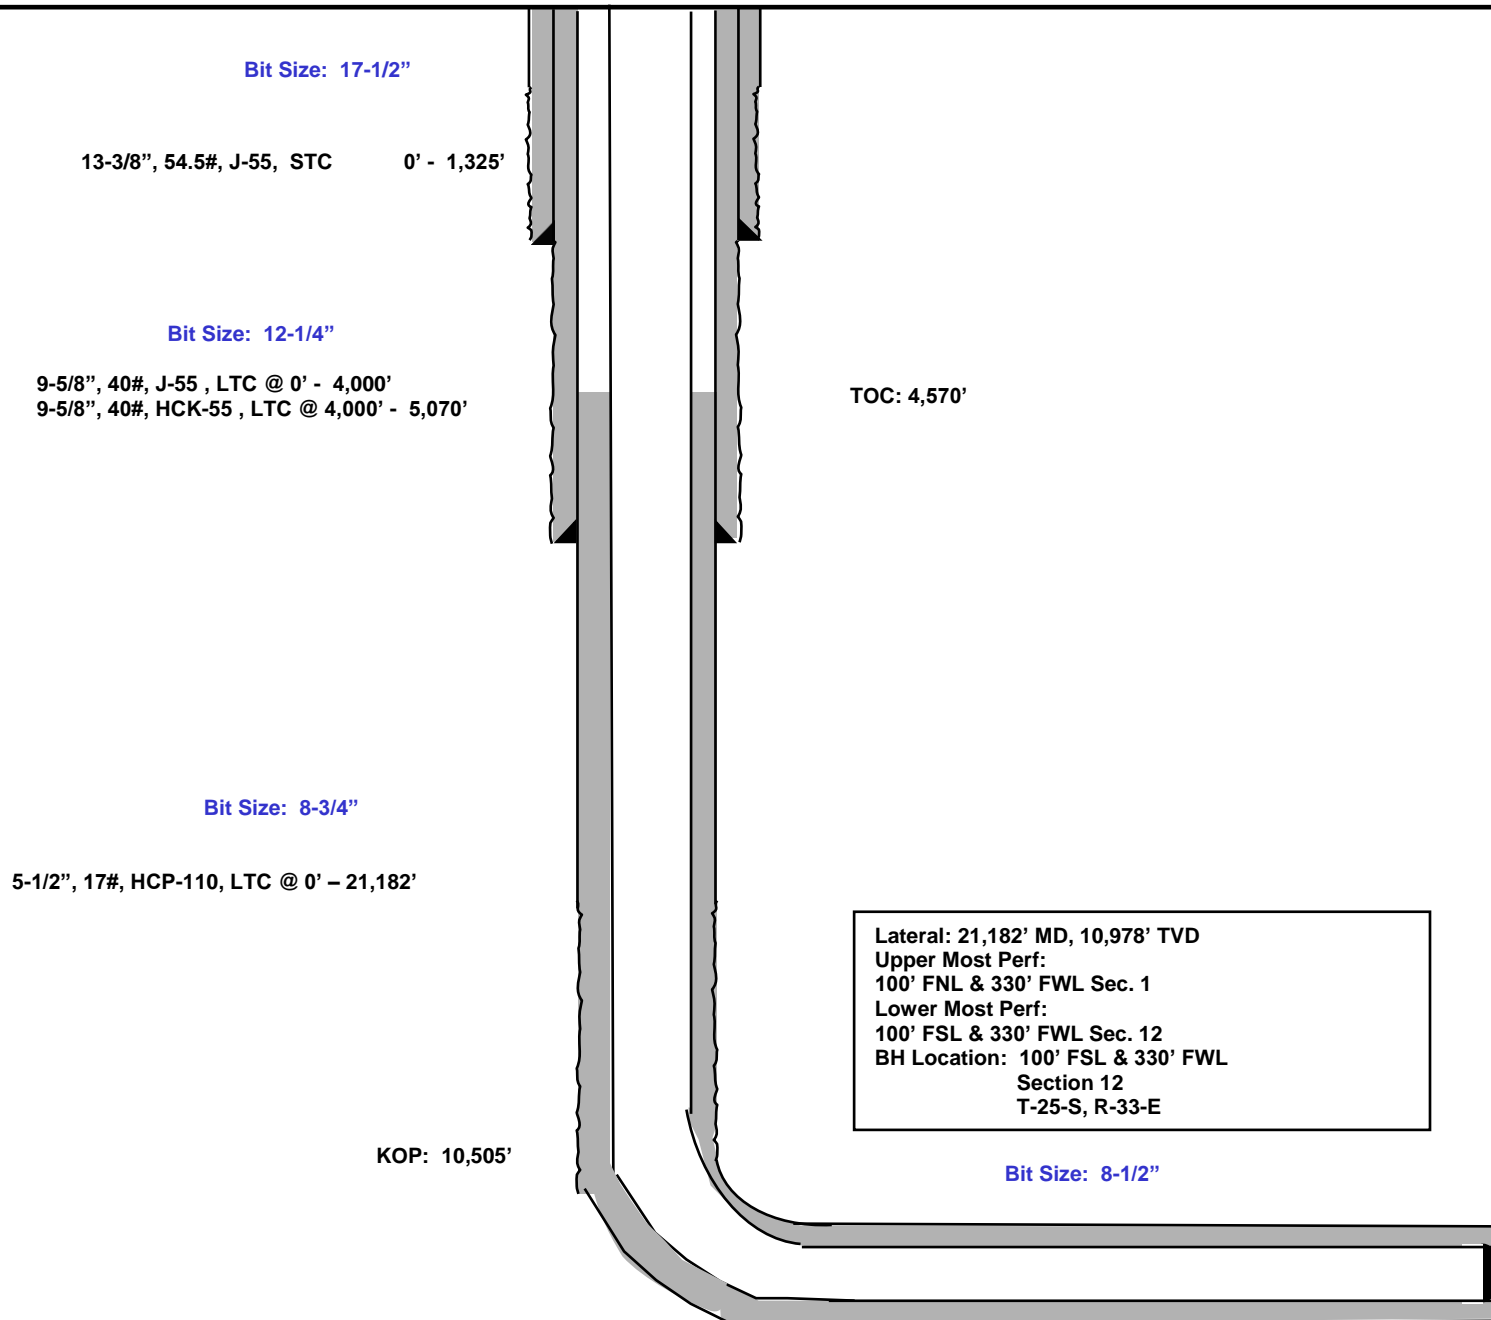 Bit Size: 17-1/2”
13-3/8”, 54.5#, J-55, STC 0’ - 1,325’
Bit Size: 12-1/4”
9-5/8”, 40#, J-55 , LTC @ 0’ - 4,000’
9-5/8”, 40#, HCK-55 , LTC @ 4,000’ - 5,070’
TOC: 4,570’
Bit Size: 8-3/4”
5-1/2”, 17#, HCP-110, LTC @ 0’ – 21,182’
Lateral: 21,182’ MD, 10,978’ TVD
Upper Most Perf:
100’ FNL & 330’ FWL Sec. 1
Lower Most Perf:
100’ FSL & 330’ FWL Sec. 12
BH Location: 100’ FSL & 330’ FWL
Section 12
T-25-S, R-33-E
KOP: 10,505’
Bit Size: 8-1/2”